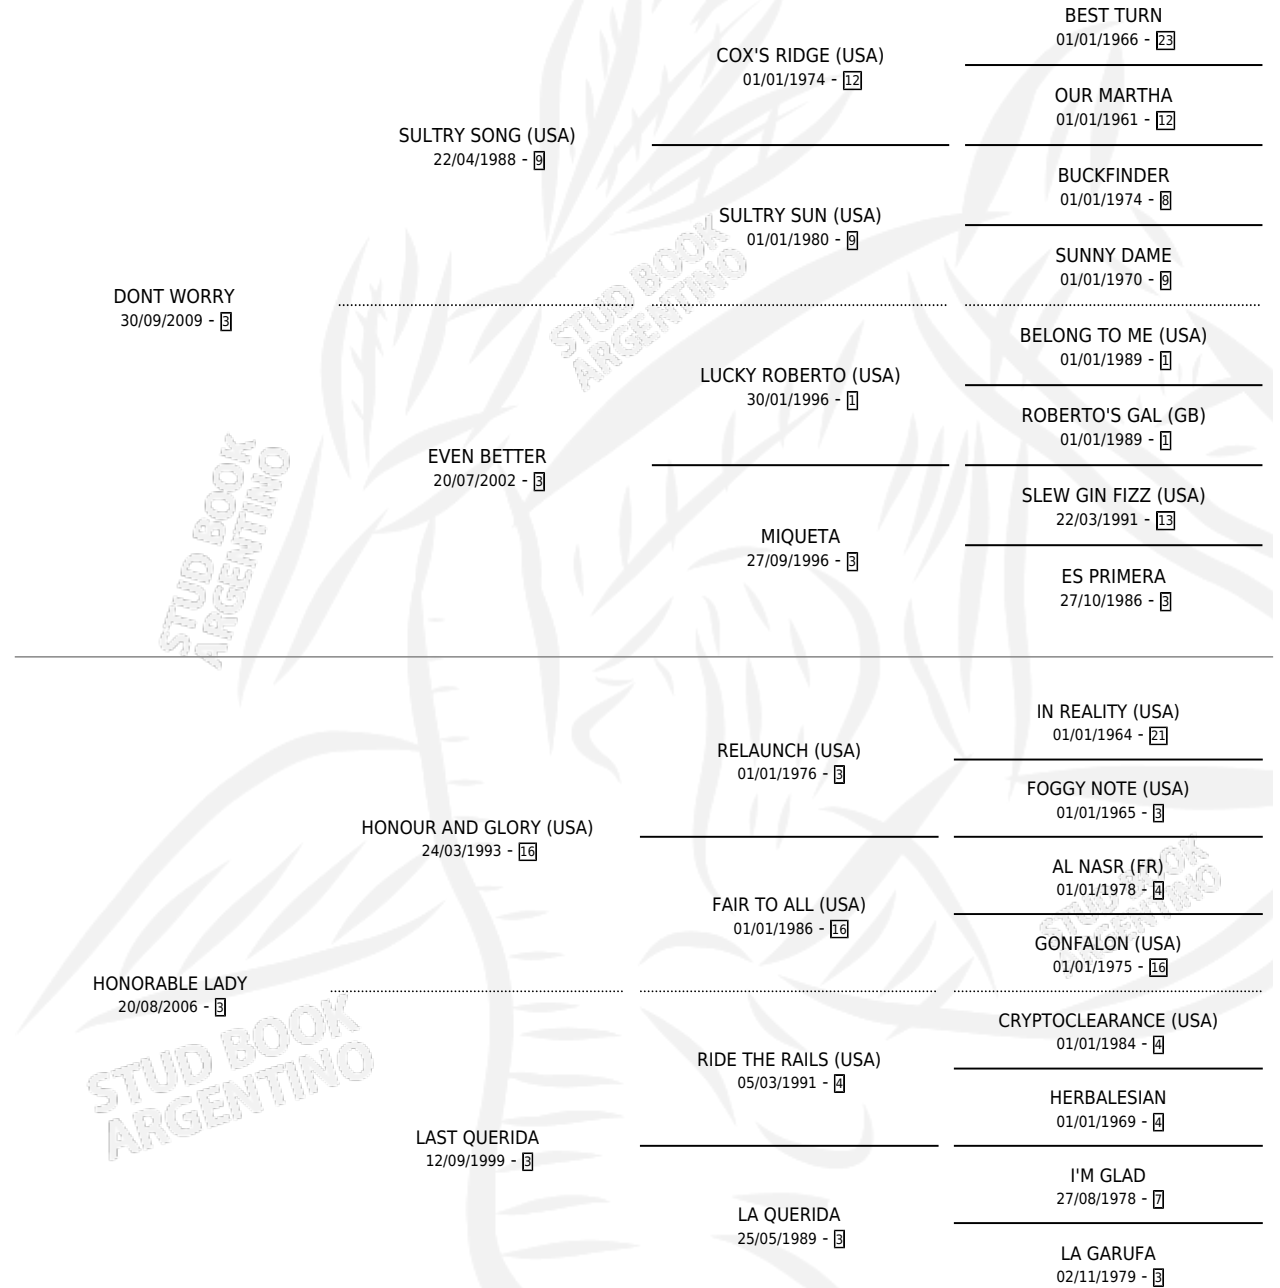 BEST TURN
01/01/1966 - 23
COX'S RIDGE (USA)
01/01/1974 - 12
OUR MARTHA
01/01/1961 - 12
SULTRY SONG (USA)
22/04/1988 - 9
BUCKFINDER
01/01/1974 - 8
SULTRY SUN (USA)
01/01/1980 - 9
SUNNY DAME
01/01/1970 - 9
DONT WORRY
30/09/2009 - 3
BELONG TO ME (USA)
01/01/1989 - 1
LUCKY ROBERTO (USA)
30/01/1996 - 1
ROBERTO'S GAL (GB)
01/01/1989 - 1
EVEN BETTER
20/07/2002 - 3
SLEW GIN FIZZ (USA)
22/03/1991 - 13
MIQUETA
27/09/1996 - 3
ES PRIMERA
27/10/1986 - 3
IN REALITY (USA)
01/01/1964 - 21
RELAUNCH (USA)
01/01/1976 - 3
FOGGY NOTE (USA)
01/01/1965 - 3
HONOUR AND GLORY (USA)
24/03/1993 - 16
AL NASR (FR)
01/01/1978 - 4
FAIR TO ALL (USA)
01/01/1986 - 16
GONFALON (USA)
01/01/1975 - 16
HONORABLE LADY
20/08/2006 - 3
CRYPTOCLEARANCE (USA)
01/01/1984 - 4
RIDE THE RAILS (USA)
05/03/1991 - 4
HERBALESIAN
01/01/1969 - 4
LAST QUERIDA
12/09/1999 - 3
I'M GLAD
27/08/1978 - 7
LA QUERIDA
25/05/1989 - 3
LA GARUFA
02/11/1979 - 3
STUD BOOK
ARGENTINO
STUD BOOK
ARGENTINO
STUD BOOK
ARGENTINO
STUD BOOK
ARGENTINO